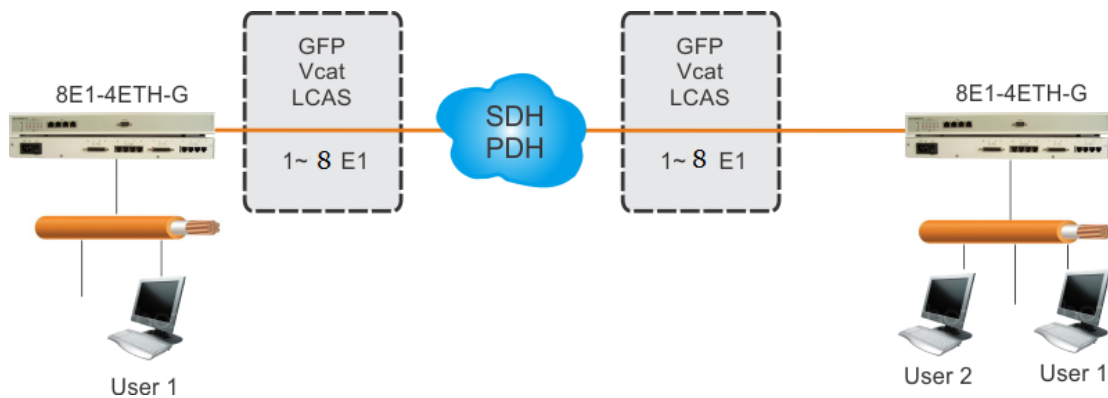 8E1-4ETH-G
GFP
Vcat
LCAS
1~ 8 E1
SDH
PDH
GFP
Vcat
LCAS
1~ 8 E1
8E1-4ETH-G
User 1
User 2
User 1